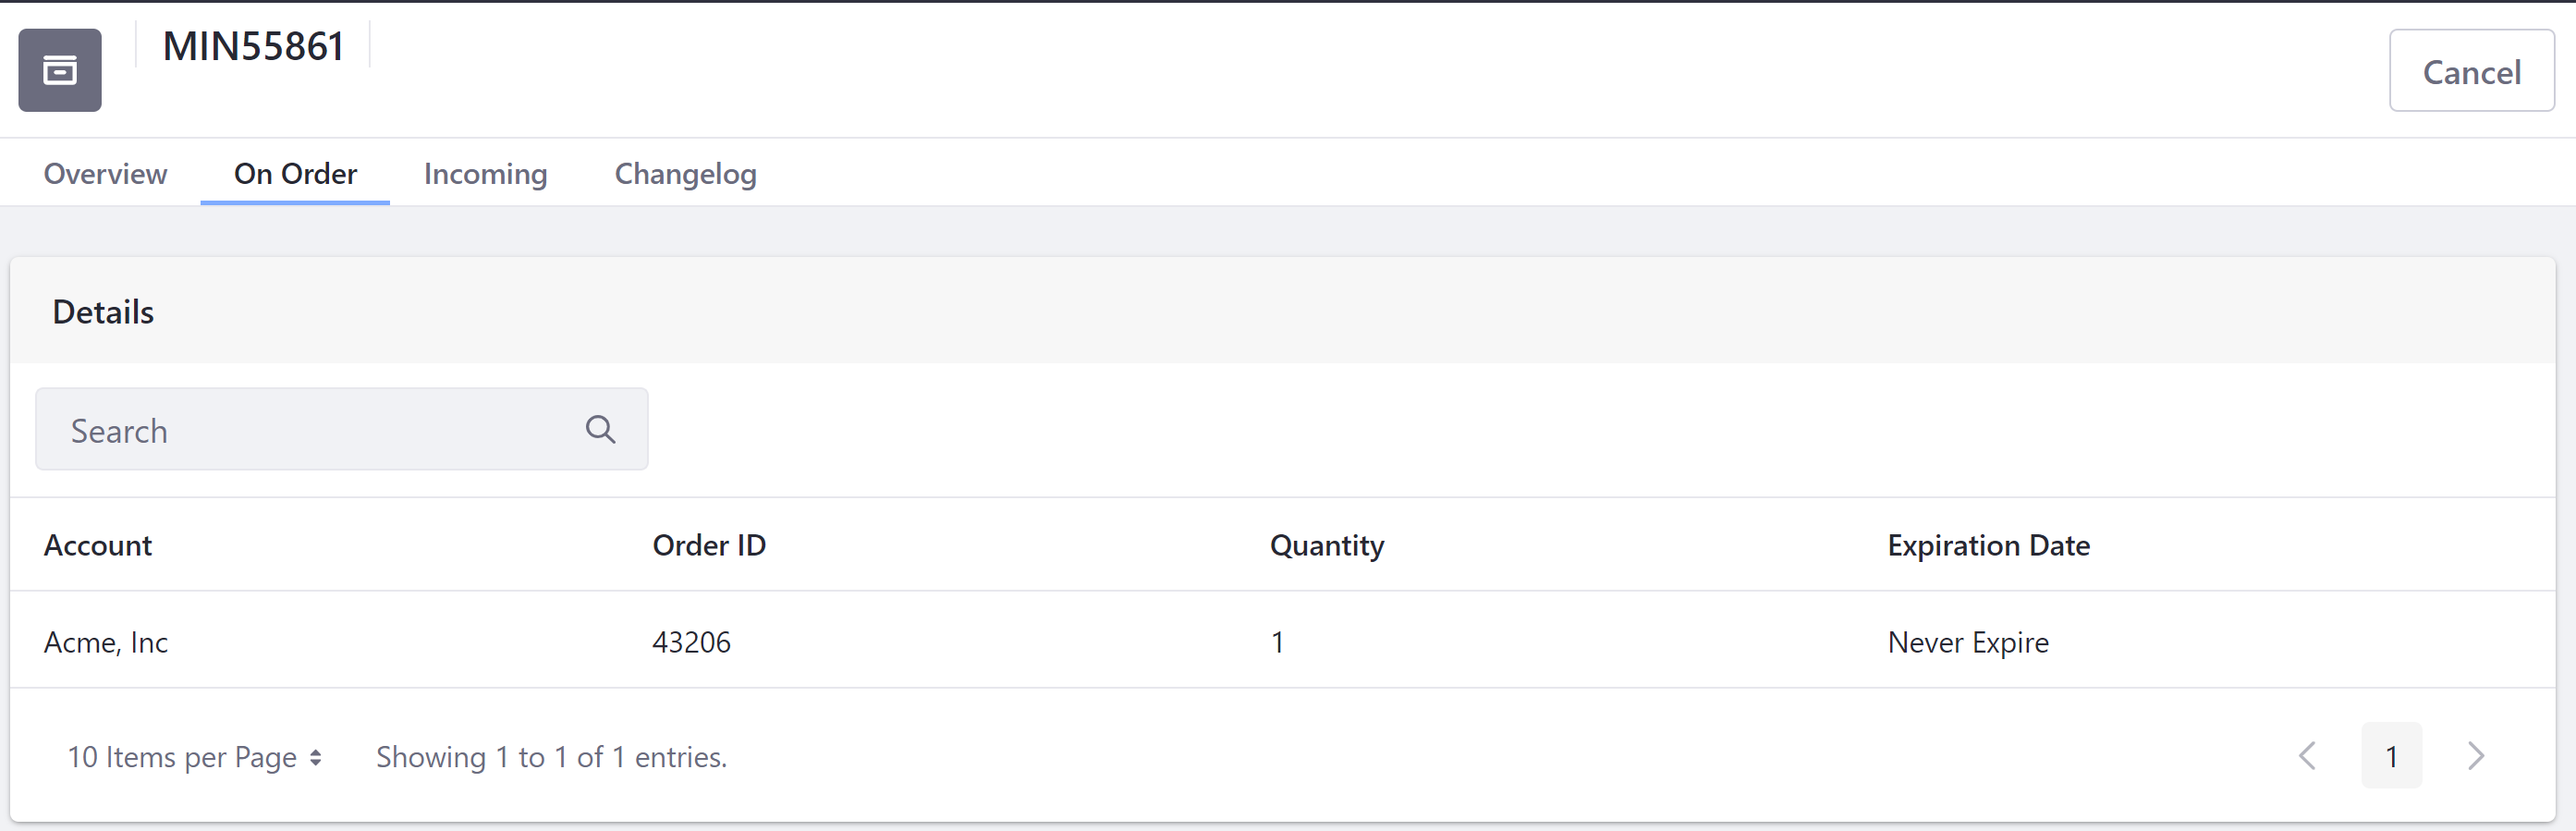 MIN55861
Cancel
Overview On Order Incoming Changelog
Details
Search
Account Order ID Quantity Expiration Date
Acme, Inc 43206 1 Never Expire
10 Items per Page Showing 1 to 1 of 1 entries. 1